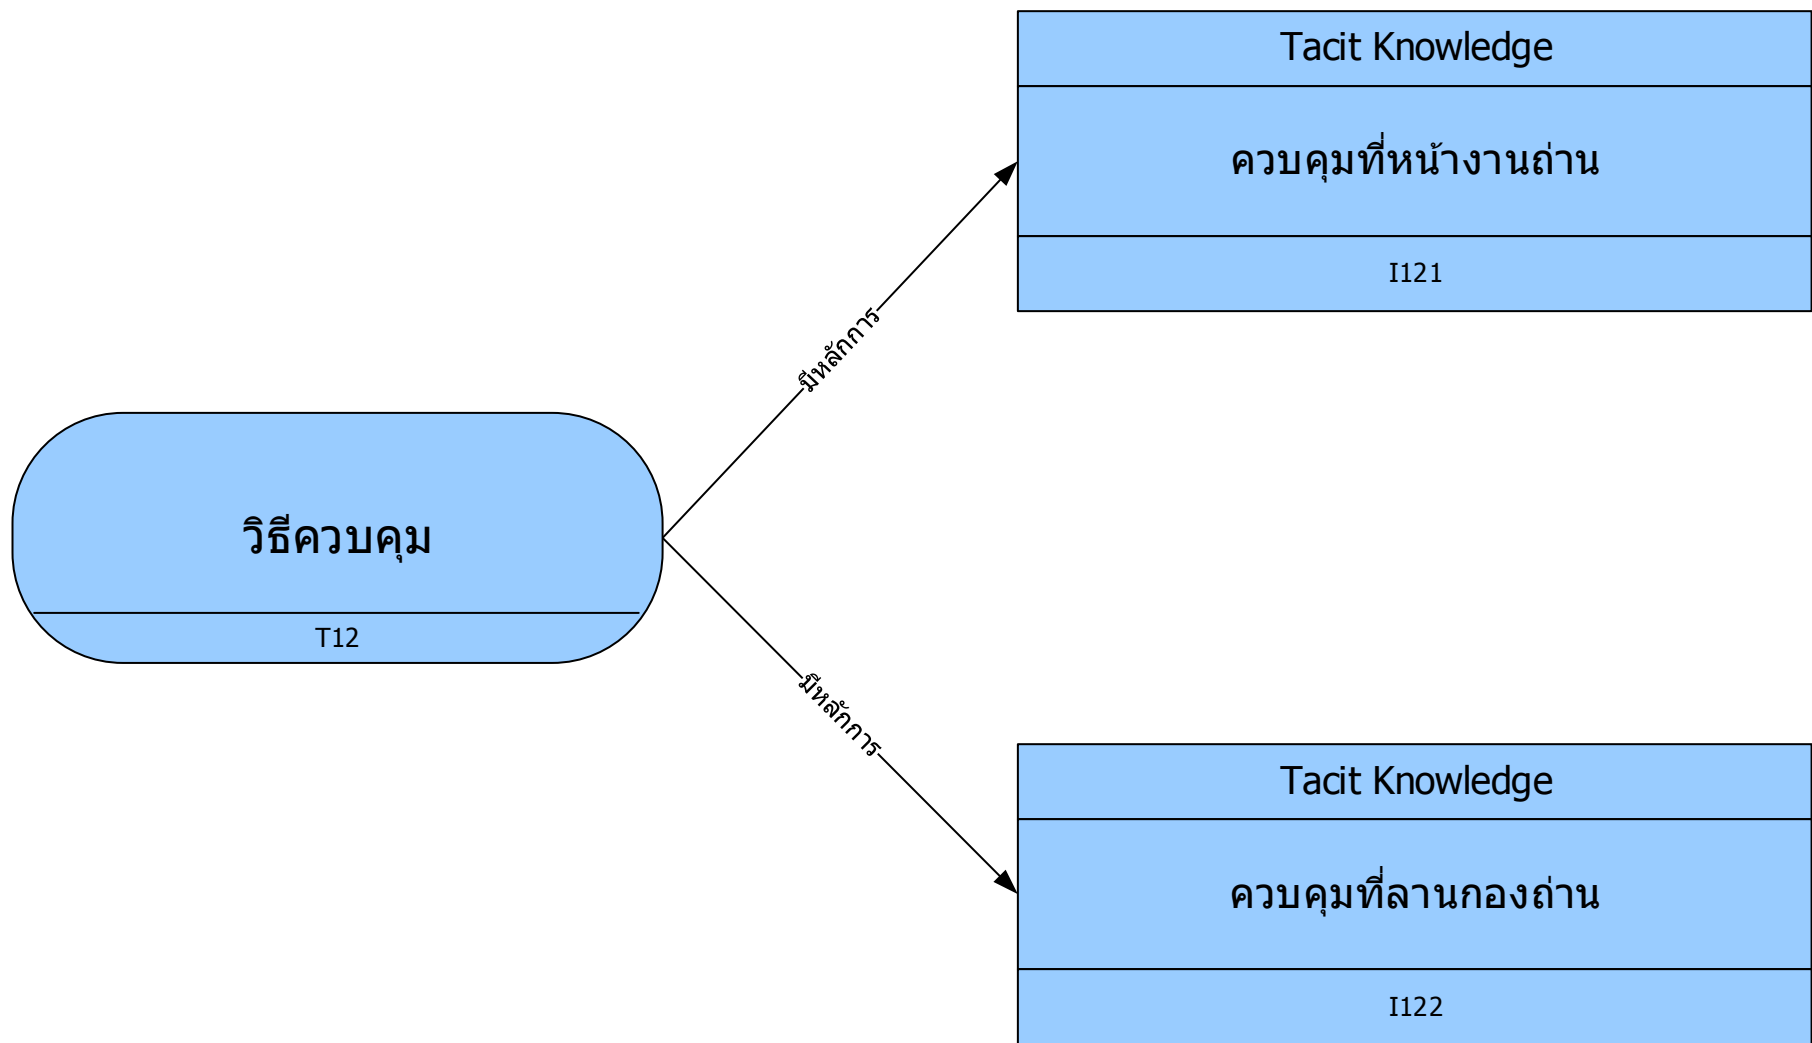 Tacit Knowledge
ควบคุมที่หน้างานถ่าน
I121
มีหลักการ
วิธีควบคุม
T12
มีหลักการ
Tacit Knowledge
ควบคุมที่ลานกองถ่าน
I122